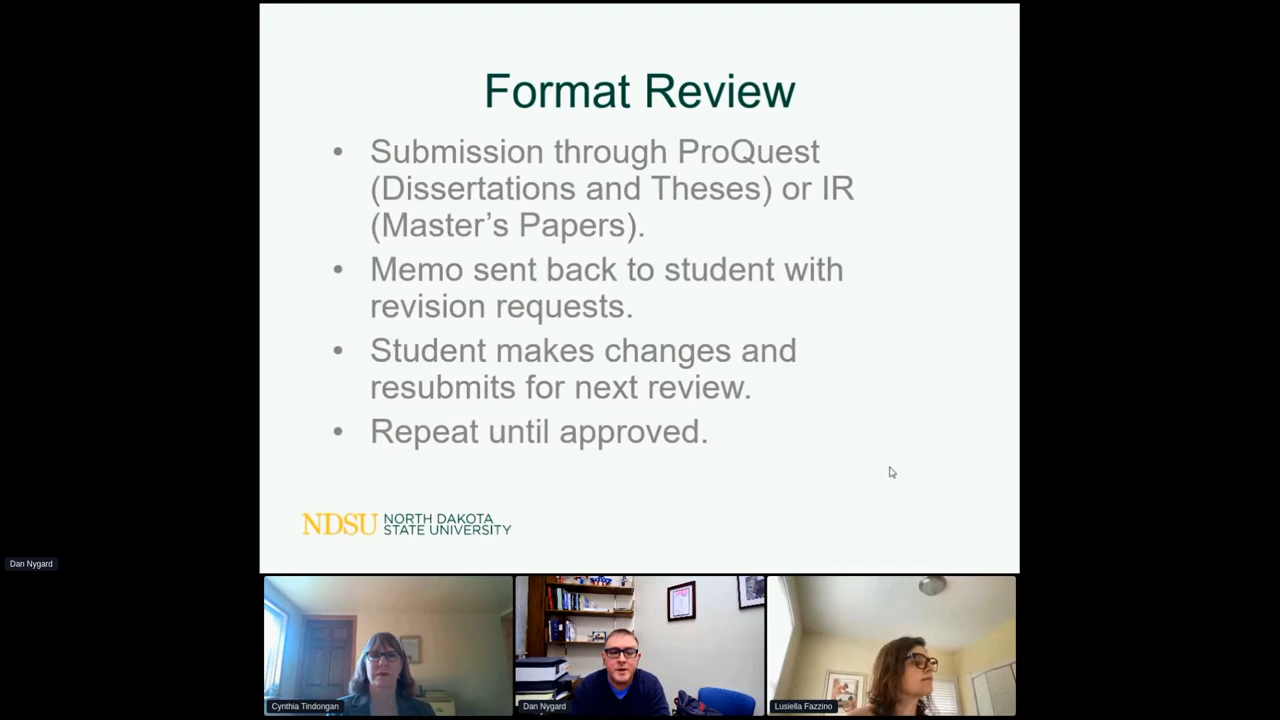 Format Review
• Submission through ProQuest
(Dissertations and Theses) or IR
(Master’s Papers).
• Memo sent back to student with
revision requests.
• Student makes changes and
resubmits for next review.
• Repeat until approved.
NDSU NORTH DAKOTA
STATE UNIVERSITY
Dan Nygard
Cynthia Tindongan
Dan Nygard
Lusiella Fazzino